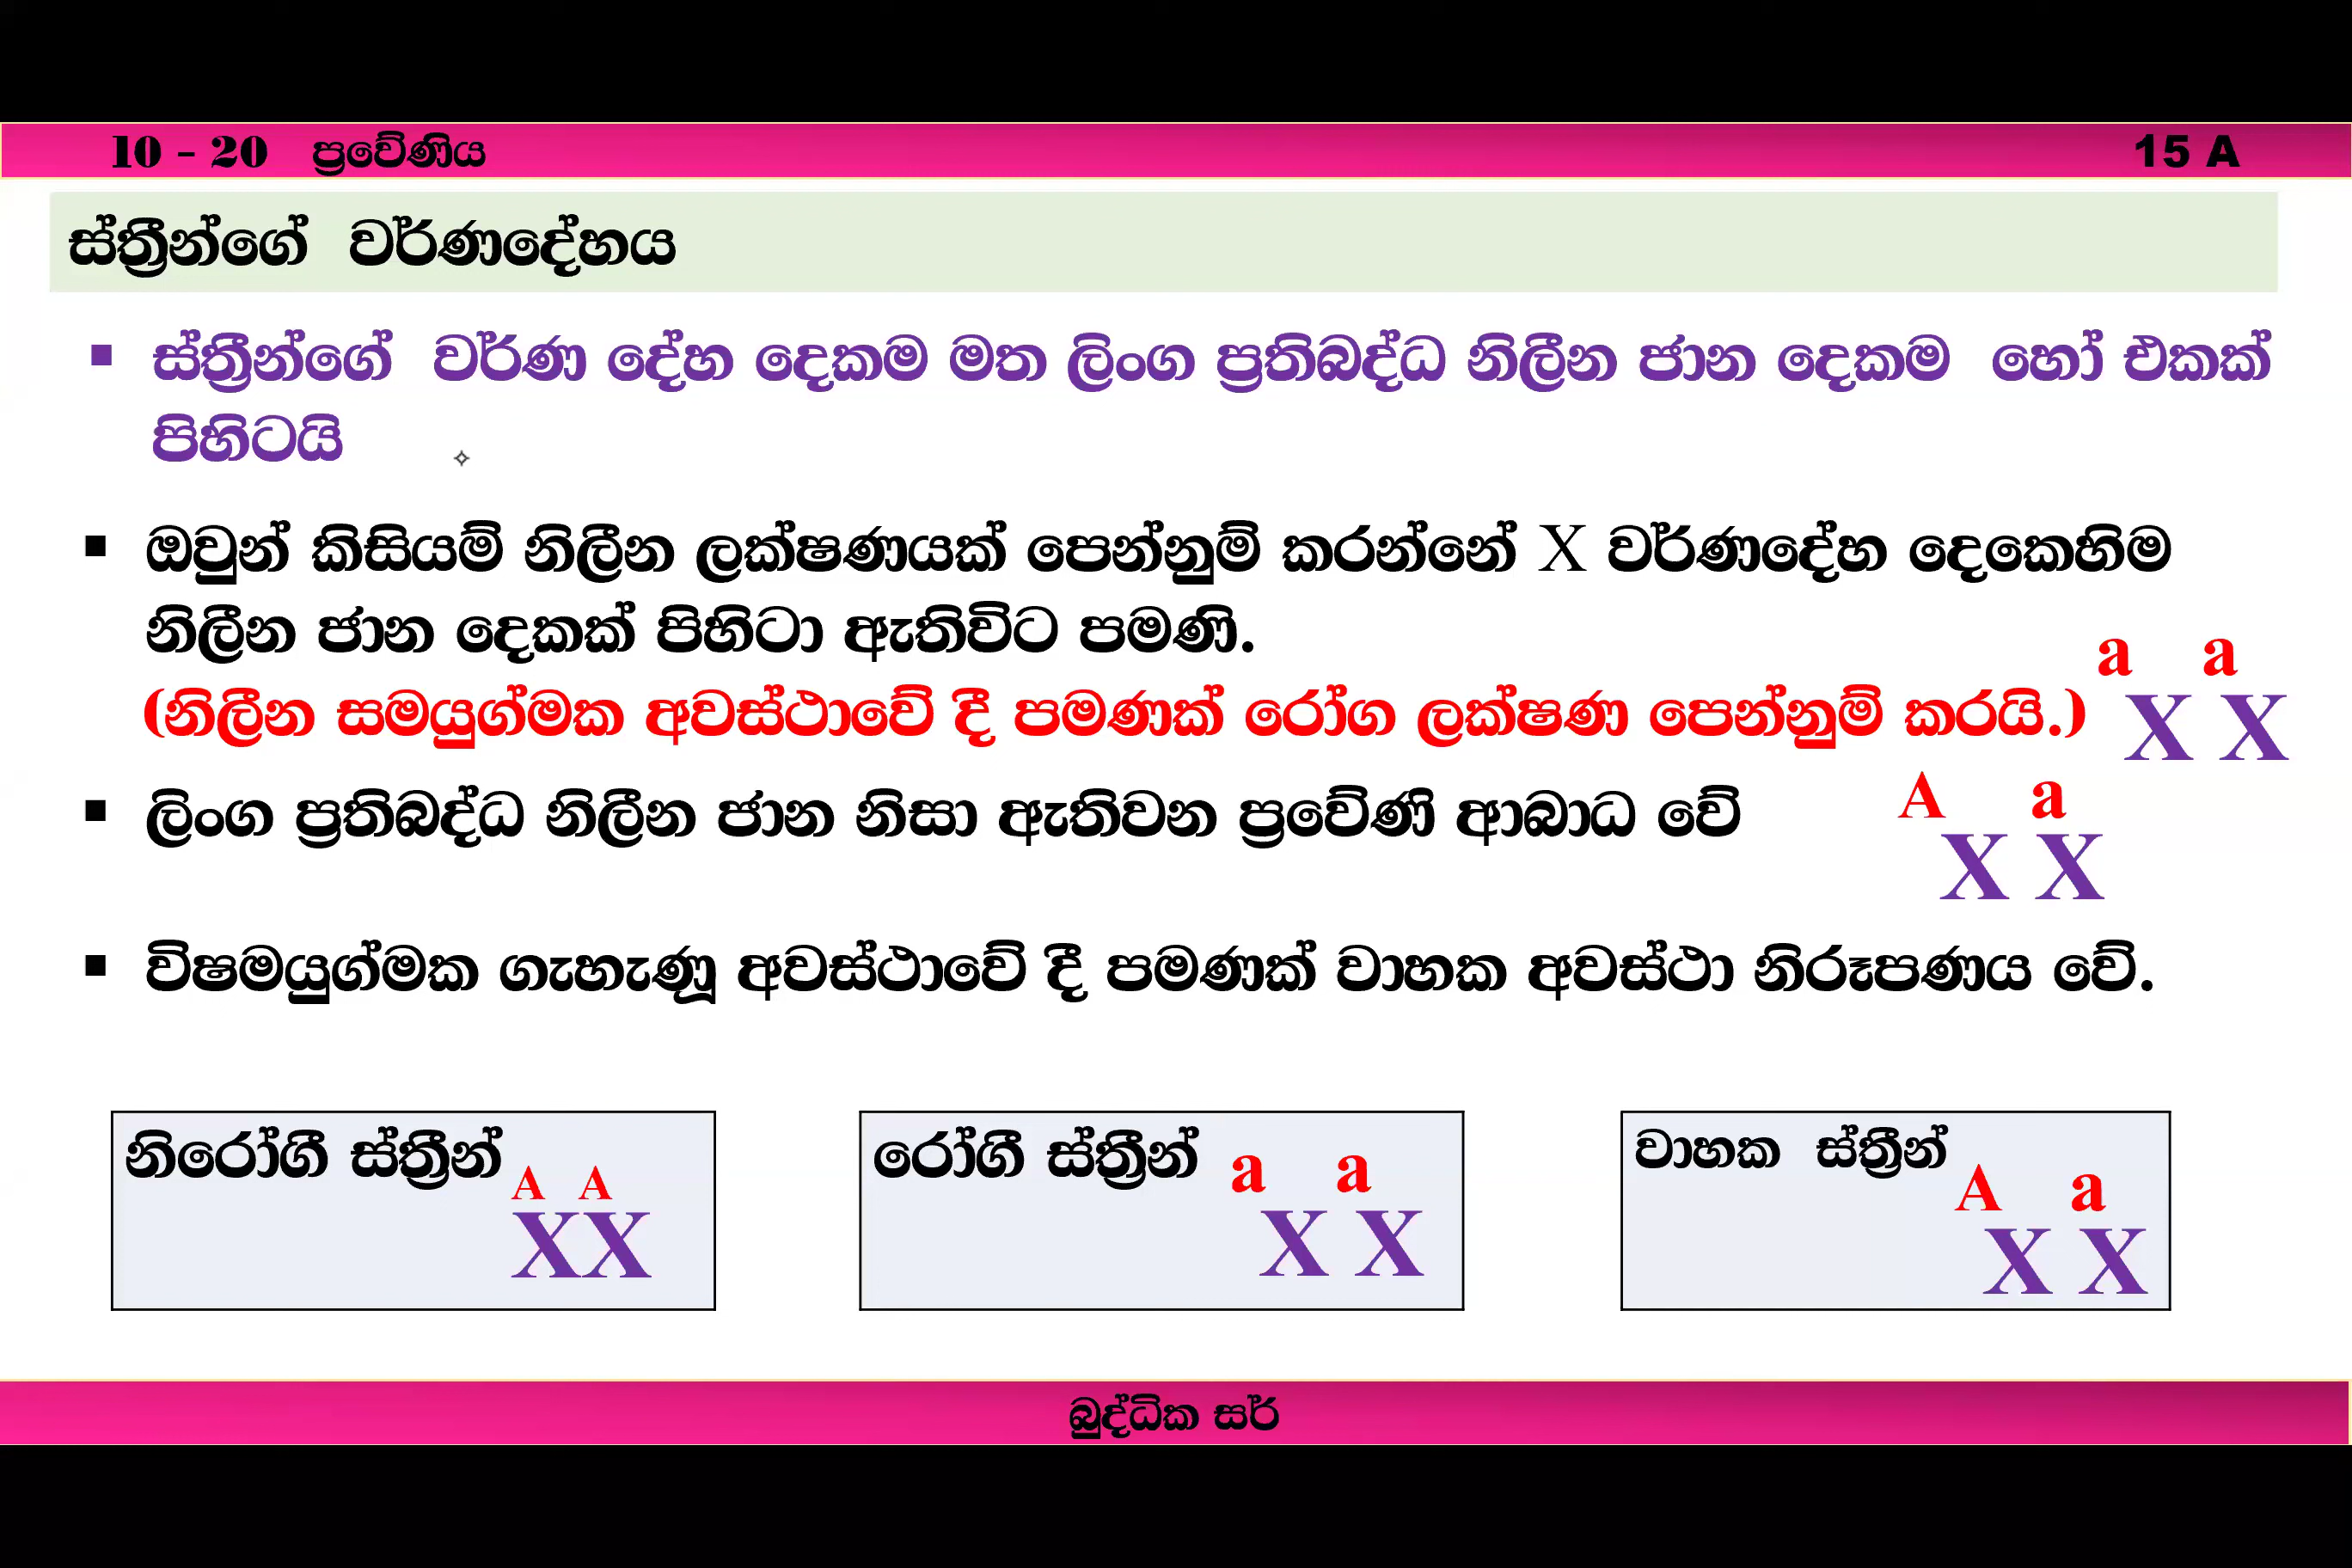 10 - 20 ප්‍රවේණිය 15 A
ස්ත්‍රීන්ගේ වර්ණදේහය
▪ ස්ත්‍රීන්ගේ වර්ණ දේහ දෙකම මත ලිංග ප්‍රතිබද්ධ නිලීන ජාන දෙකම හෝ එකක්
පිහිටයි
▪ ඔවුන් කිසියම් නිලීන ලක්ෂණයක් පෙන්නුම් කරන්නේ X වර්ණදේහ දෙකෙහිම
නිලීන ජාන දෙකක් පිහිටා ඇතිවිට පමණි.
a a
(නිලීන සමයුග්මක අවස්ථාවේ දී පමණක් රෝග ලක්ෂණ පෙන්නුම් කරයි.) X X
▪ ලිංග ප්‍රතිබද්ධ නිලීන ජාන නිසා ඇතිවන ප්‍රවේණි ආබාධ වේ A a
X X
▪ විෂමයුග්මක ගැහැණු අවස්ථාවේ දී පමණක් වාහක අවස්ථා නිරූපණය වේ.
නිරෝගී ස්ත්‍රීන් A A
XX
රෝගී ස්ත්‍රීන් a a
X X
වාහක ස්ත්‍රීන් A a
X X
බුද්ධික සර්